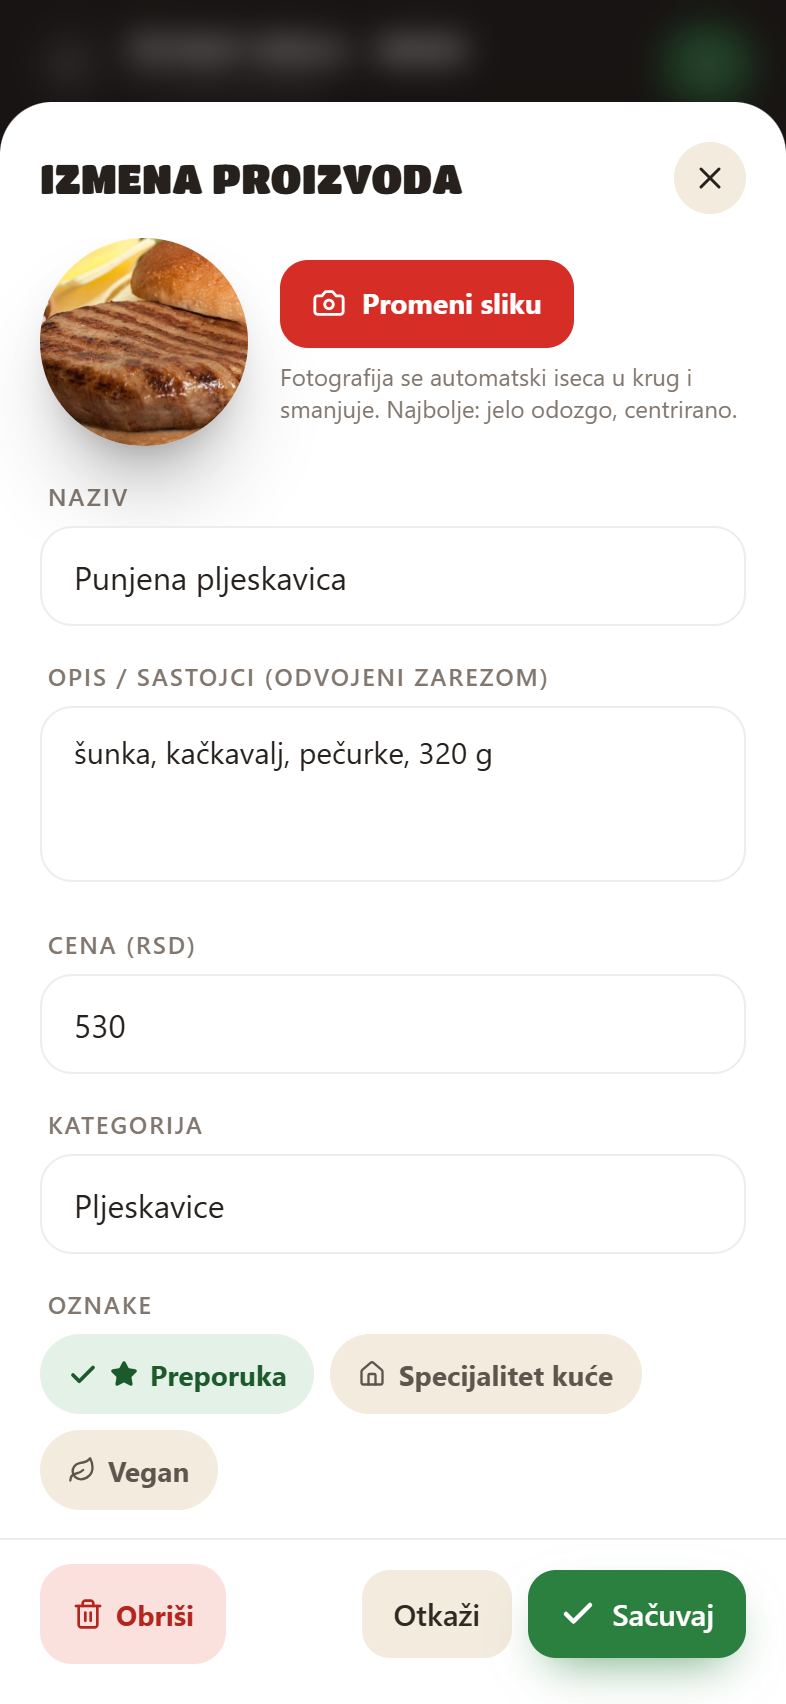 IZMENA PROIZVODA
Promeni sliku
Fotografija se automatski iseca u krug i
smanjuje. Najbolje: jelo odozgo, centrirano.
NAZIV
Punjena pljeskavica
OPIS / SASTOJCI (ODVOJENI ZAREZOM)
šunka, kačkavalj, pečurke, 320 g
CENA (RSD)
530
KATEGORIJA
Pljeskavice
OZNAKE
Preporuka
Specijalitet kuće
Vegan
Obriši
Otkaži
Sačuvaj